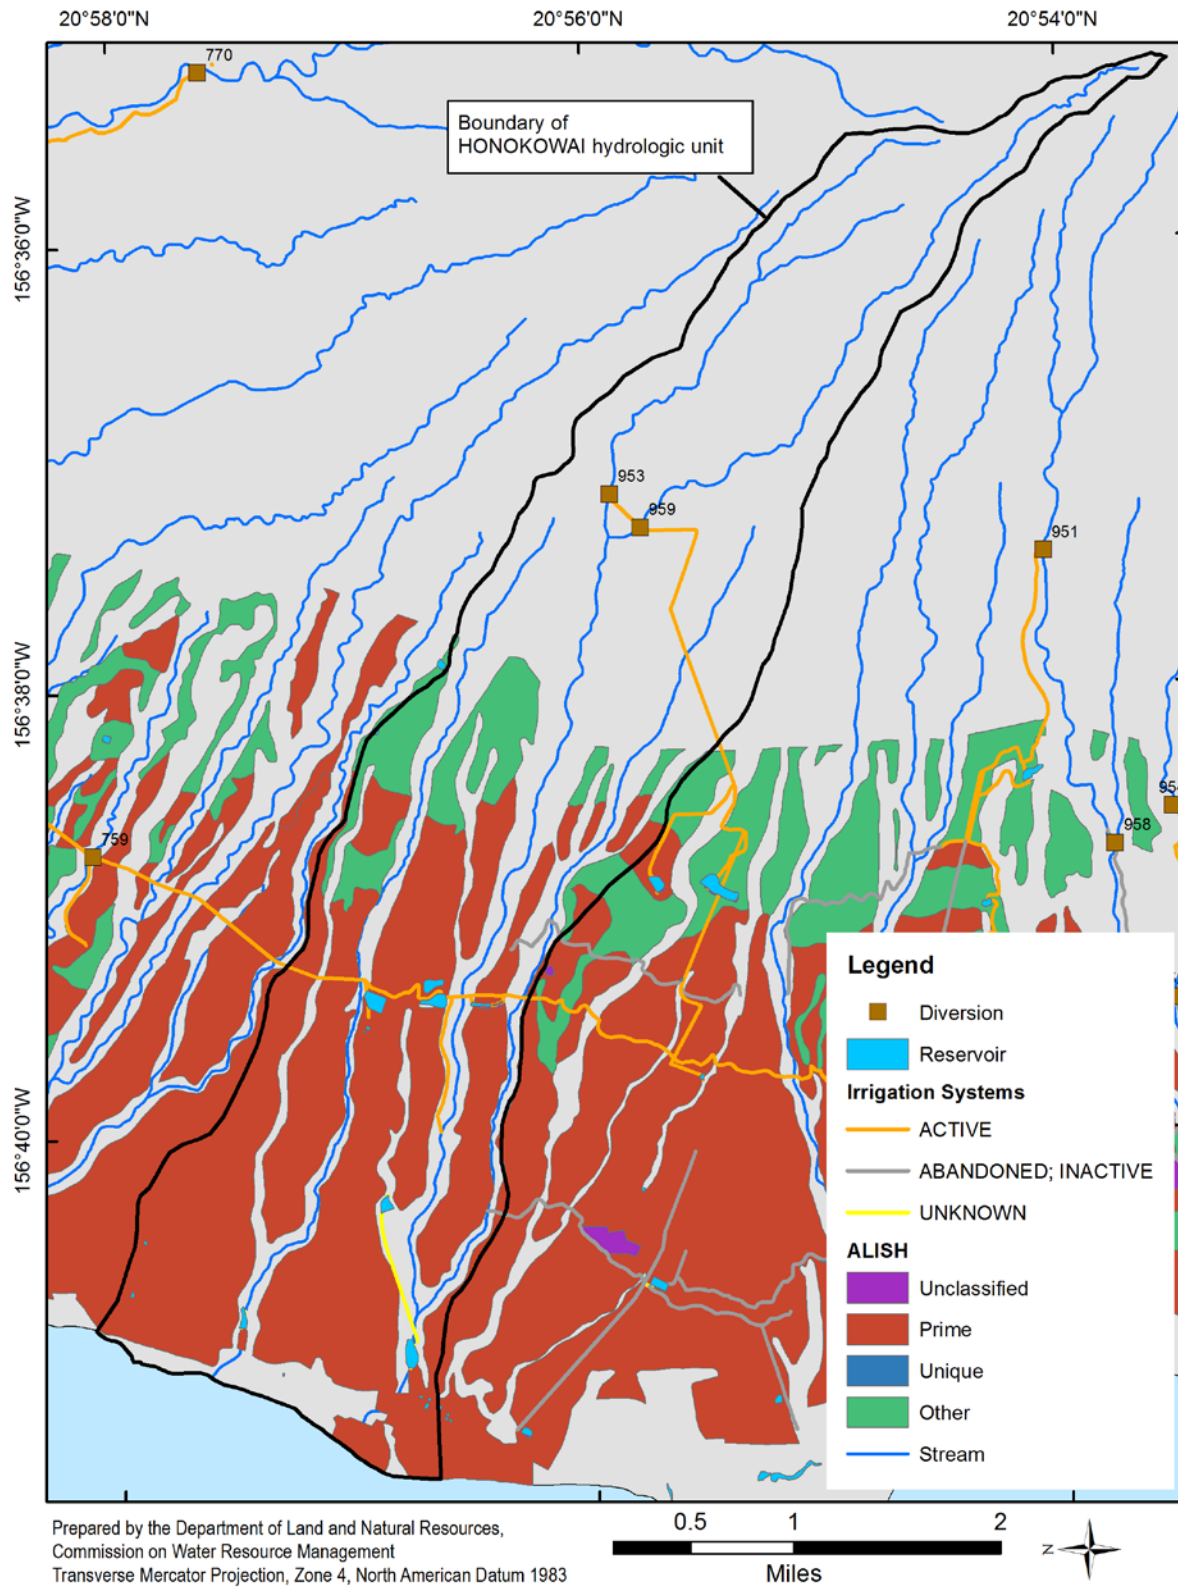 20°58'0"N
20°56'0"N
20°54'0"N
770
Boundary of
HONOKOWAI hydrologic unit
156°36'0"W
953
959
951
156°38'0"W
954
759
958
156°40'0"W
Legend
Diversion
Reservoir
Irrigation Systems
ACTIVE
ABANDONED; INACTIVE
UNKNOWN
ALISH
Unclassified
Prime
Unique
Other
Stream
Prepared by the Department of Land and Natural Resources,
Commission on Water Resource Management
Transverse Mercator Projection, Zone 4, North American Datum 1983
0.5 1 2
Miles
N